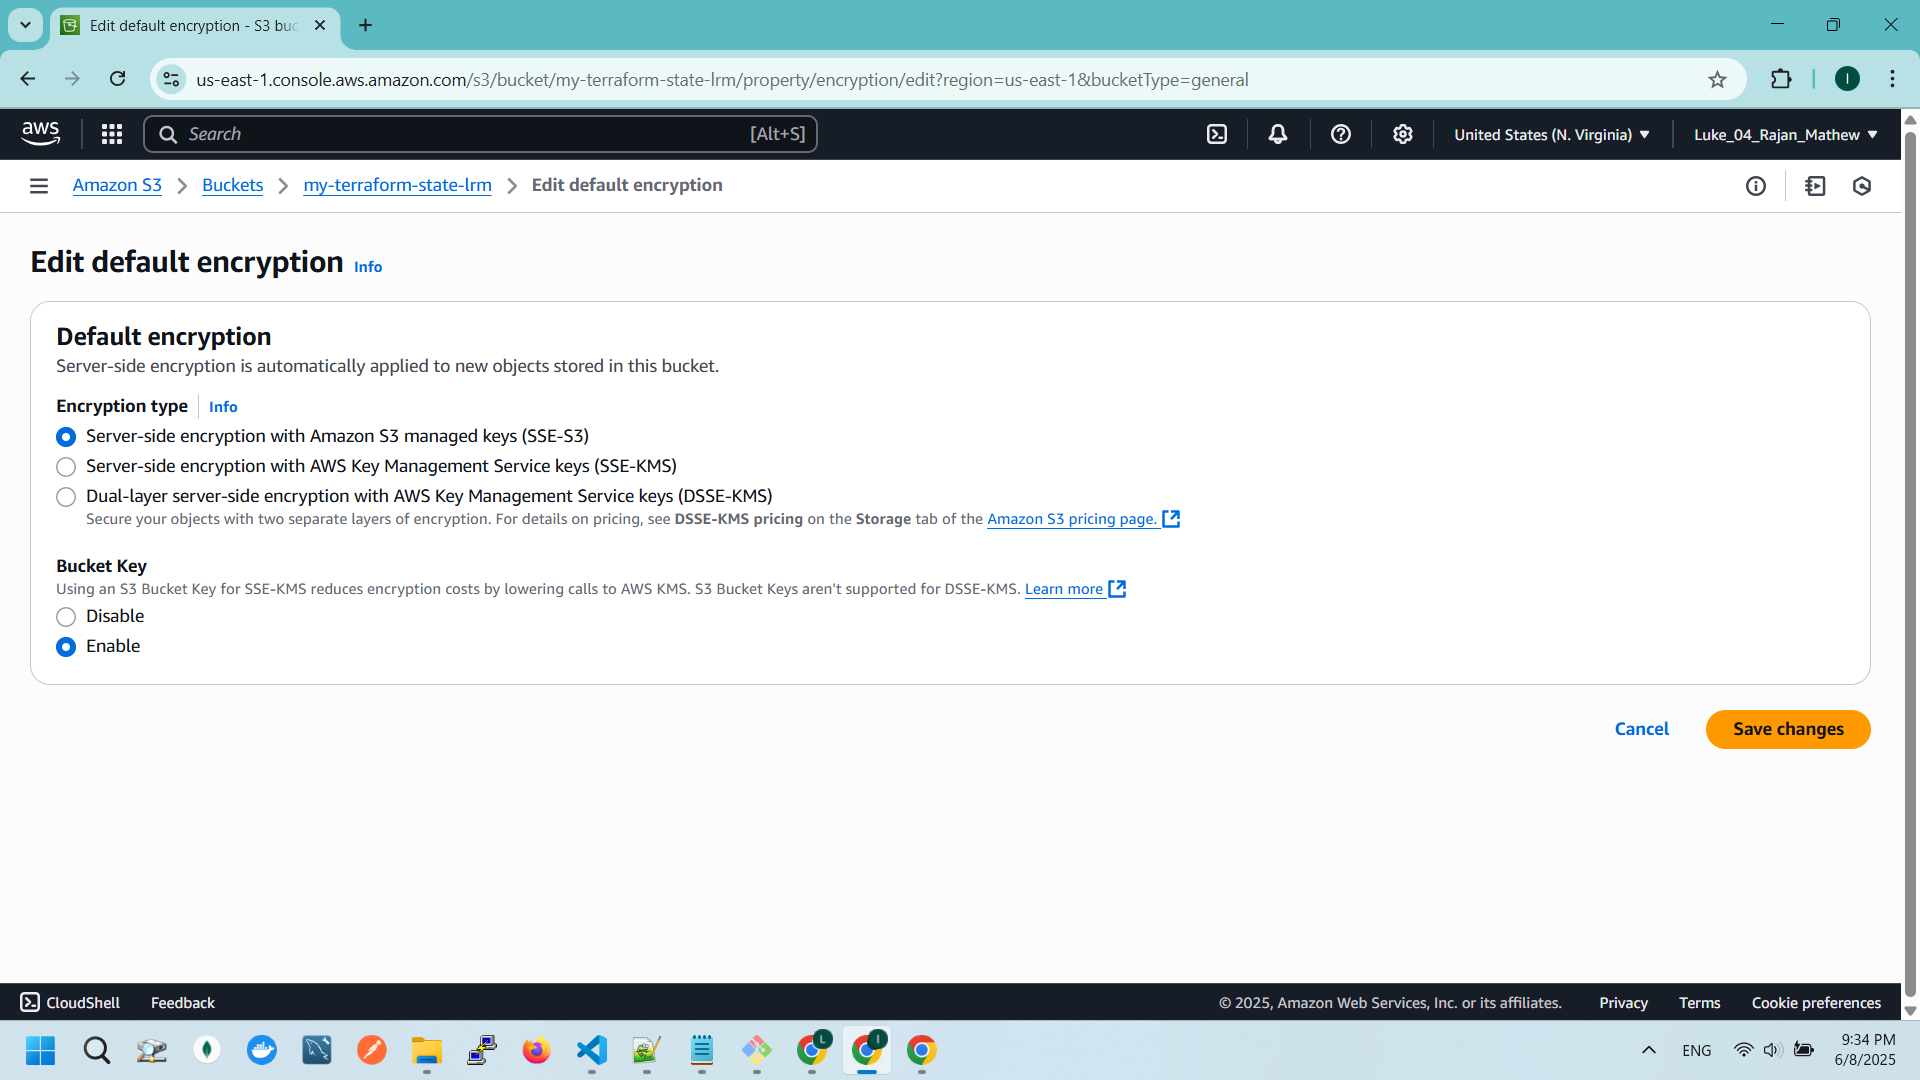 Edit default encryption - S3 buc
us-east-1.console.aws.amazon.com/s3/bucket/my-terraform-state-lrm/property/encryption/edit?region=us-east-1&bucketType=general
I
aws
Search
[Alt+S]
United States (N. Virginia)
Luke_04_Rajan_Mathew
Amazon S3
Buckets
my-terraform-state-lrm
Edit default encryption
Edit default encryption Info
Default encryption
Server-side encryption is automatically applied to new objects stored in this bucket.
Encryption type Info
Server-side encryption with Amazon S3 managed keys (SSE-S3)
Server-side encryption with AWS Key Management Service keys (SSE-KMS)
Dual-layer server-side encryption with AWS Key Management Service keys (DSSE-KMS)
Secure your objects with two separate layers of encryption. For details on pricing, see DSSE-KMS pricing on the Storage tab of the Amazon S3 pricing page.
Bucket Key
Using an S3 Bucket Key for SSE-KMS reduces encryption costs by lowering calls to AWS KMS. S3 Bucket Keys aren't supported for DSSE-KMS. Learn more
Disable
Enable
Cancel
Save changes
CloudShell
Feedback
© 2025, Amazon Web Services, Inc. or its affiliates.
Privacy
Terms
Cookie preferences
L
I
ENG
9:34 PM
6/8/2025